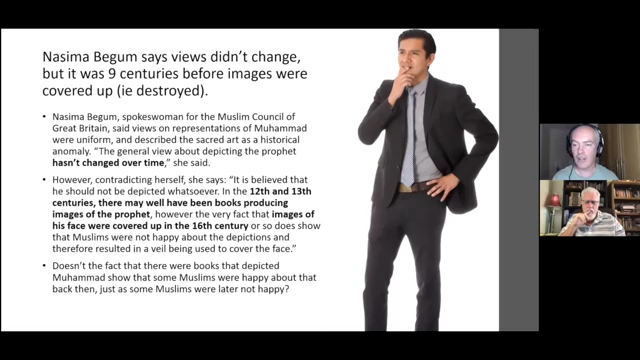 Nasima Begum says views didn’t change,
but it was 9 centuries before images were
covered up (ie destroyed).
• Nasima Begum, spokeswoman for the Muslim Council of
Great Britain, said views on representations of Muhammad
were uniform, and described the sacred art as a historical
anomaly. “The general view about depicting the prophet
hasn’t changed over time,” she said.
• However, contradicting herself, she says: “It is believed that
he should not be depicted whatsoever. In the 12th and 13th
centuries, there may well have been books producing
images of the prophet, however the very fact that images of
his face were covered up in the 16th century or so does show
that Muslims were not happy about the depictions and
therefore resulted in a veil being used to cover the face.”
• Doesn’t the fact that there were books that depicted
Muhammad show that some Muslims were happy about that
back then, just as some Muslims were later not happy?